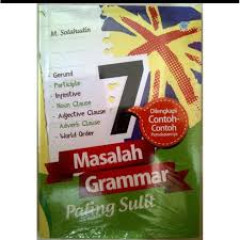 M. Solahudin
· Gerund
· Participle
· Infinitive
· Noun Clause
· Adjective Clause
· Adverb Clause
· World Order
7
Dilengkapi
Contoh-
Contoh
Masalah
Grammar
Paling Sulit